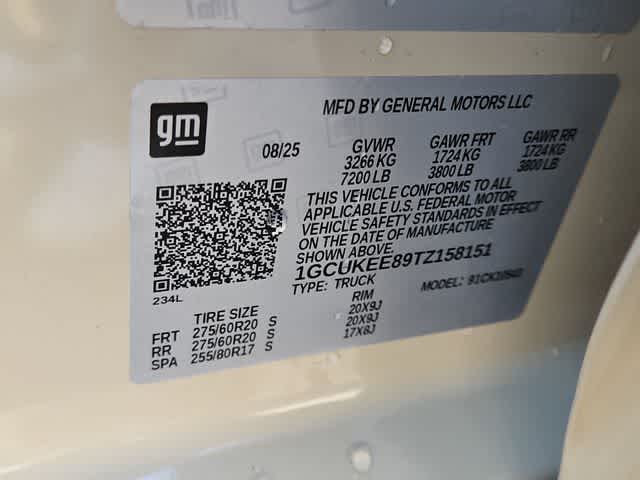 gm
MFD BY GENERAL MOTORS LLC
08/25 GVWR GAWR FRT GAWR RR
3266 KG 1724 KG 1724 KG
7200 LB 3800 LB 3800 LB
THIS VEHICLE CONFORMS TO ALL
APPLICABLE U.S. FEDERAL MOTOR
VEHICLE SAFETY STANDARDS IN EFFECT
ON THE DATE OF MANUFACTURE
SHOWN ABOVE.
1GCUKEE89TZ158151
TYPE: TRUCK MODEL:
234L
TIRE SIZE RIM
FRT 275/60R20 S 20X9J
RR 275/60R20 S 20X9J
SPA 255/80R17 S 17X8J